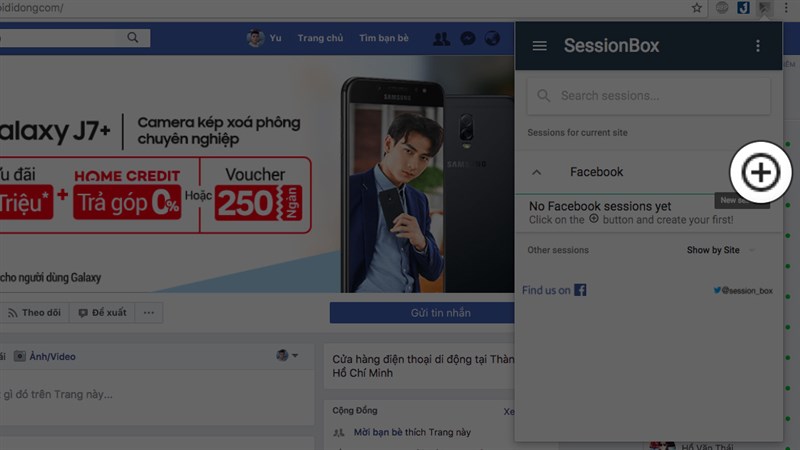 bididong.com/
Yu Trang chủ Tìm bạn bè
SessionBox
Search sessions...
Sessions for current site
Facebook
New se
No Facebook sessions yet
Click on the ⊕ button and create your first!
Other sessions Show by Site
Find us on
@session_box
alaxy J7+
Camera kép xoá phông
chuyên nghiệp
u đãi
Triệu*
+
HOME CREDIT
Trả góp 0%
Hoặc
Voucher
250 Ngàn
cho người dùng Galaxy
SAMSUNG
SAMSUNG
Theo dõi Đề xuất ...
Gửi tin nhắn
Ảnh/Video
t gì đó trên Trang này...
Cửa hàng điện thoại di động tại Thàn
Hồ Chí Minh
Cộng Đồng Xe
Mời bạn bè thích Trang này
Hồ Văn Thái